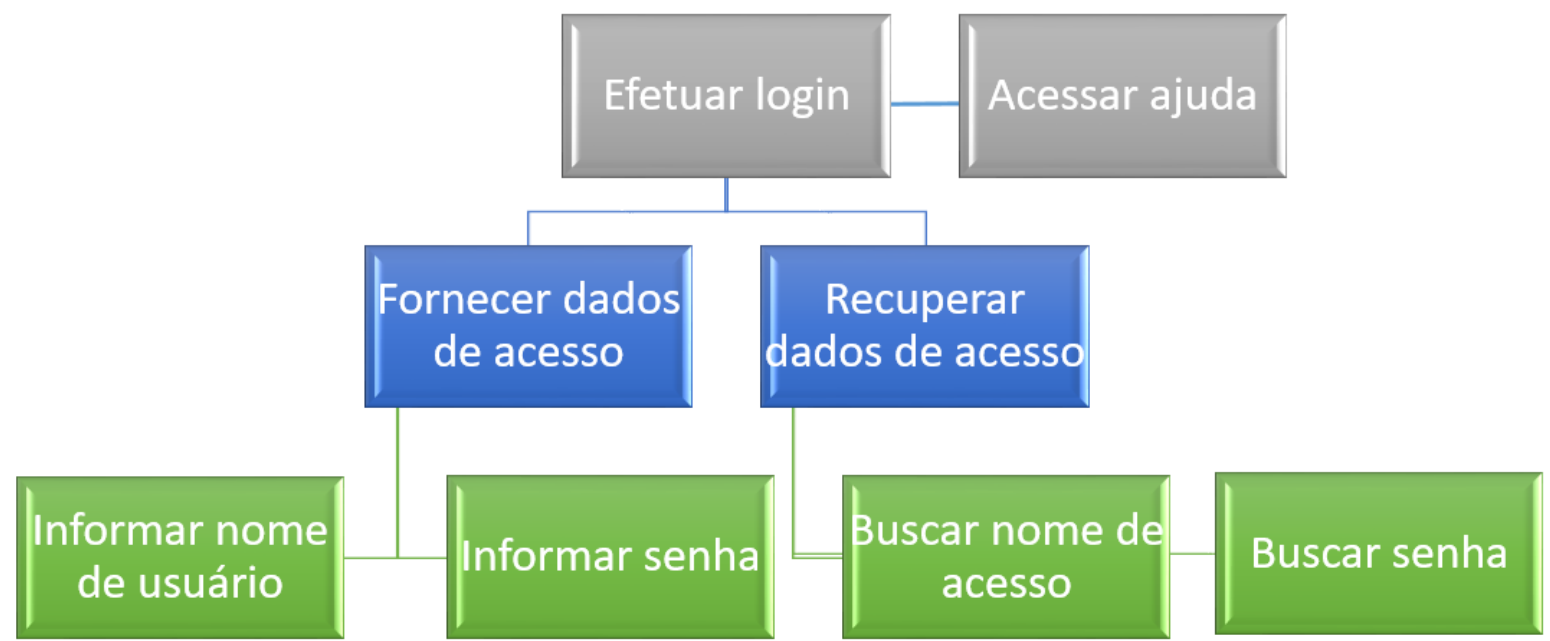 Efetuar login
Acessar ajuda
Fornecer dados
de acesso
Recuperar
dados de acesso
Informar nome
de usuário
Informar senha
Buscar nome de
acesso
Buscar senha